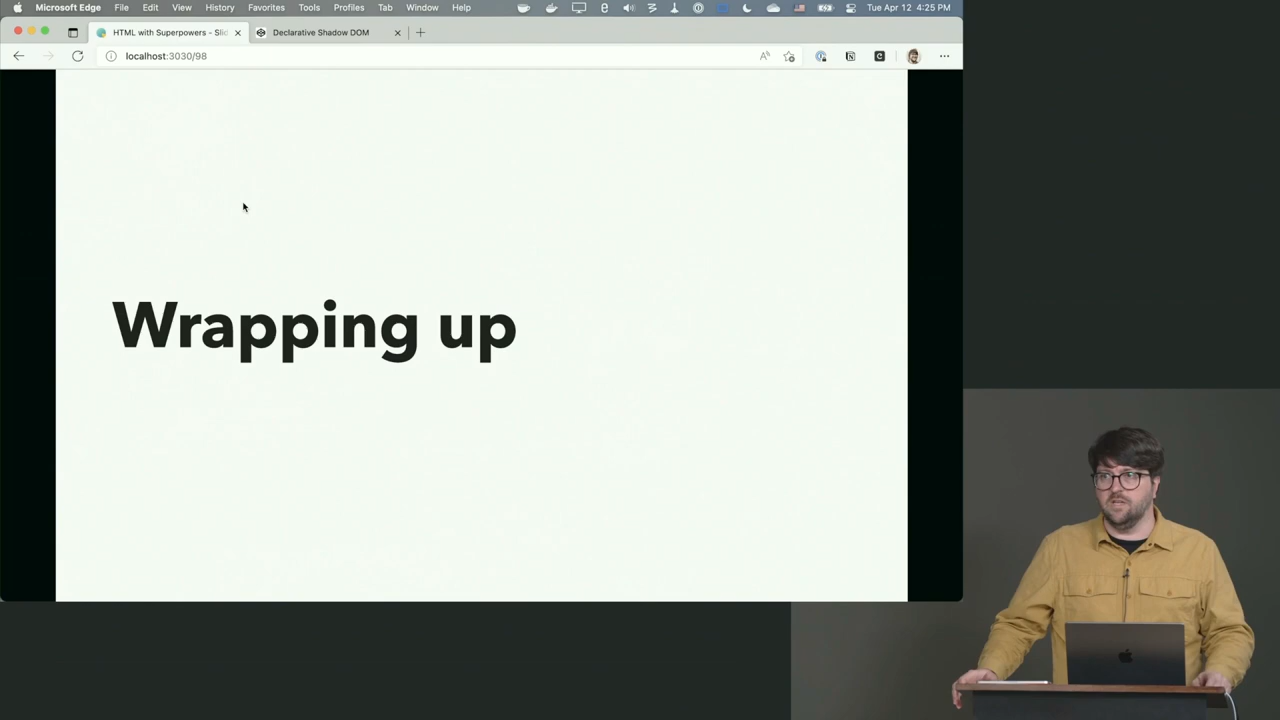 Microsoft Edge File Edit View History Favorites Tools Profiles Tab Window Help Tue Apr 12 4:25 PM
HTML with Superpowers - Slid Declarative Shadow DOM
localhost:3030/98
Wrapping up